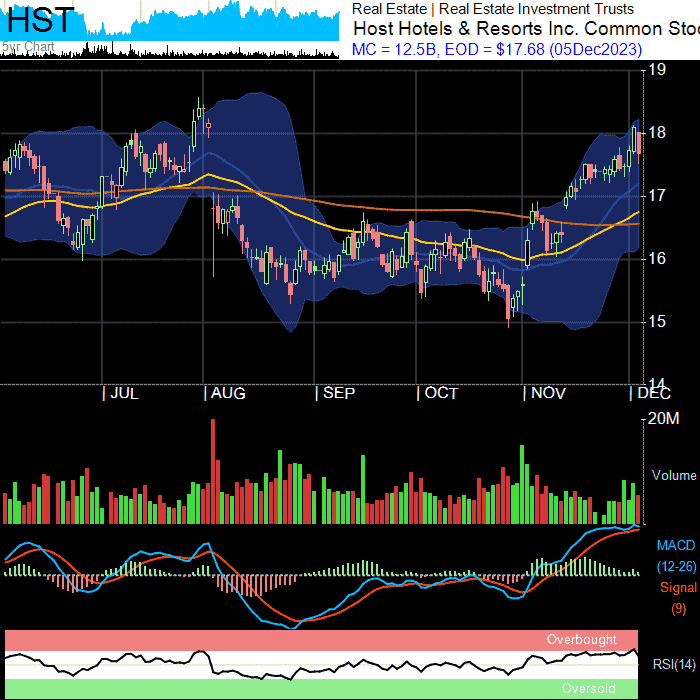 HST
5yr Chart
Real Estate | Real Estate Investment Trusts
Host Hotels & Resorts Inc. Common Stoc
MC = 12.5B, EOD = $17.68 (05Dec2023)
19
18
17
16
15
14
JUL AUG SEP OCT NOV DEC
20M
Volume
MACD
(12-26)
Signal
(9)
Overbought
RSI(14)
Oversold